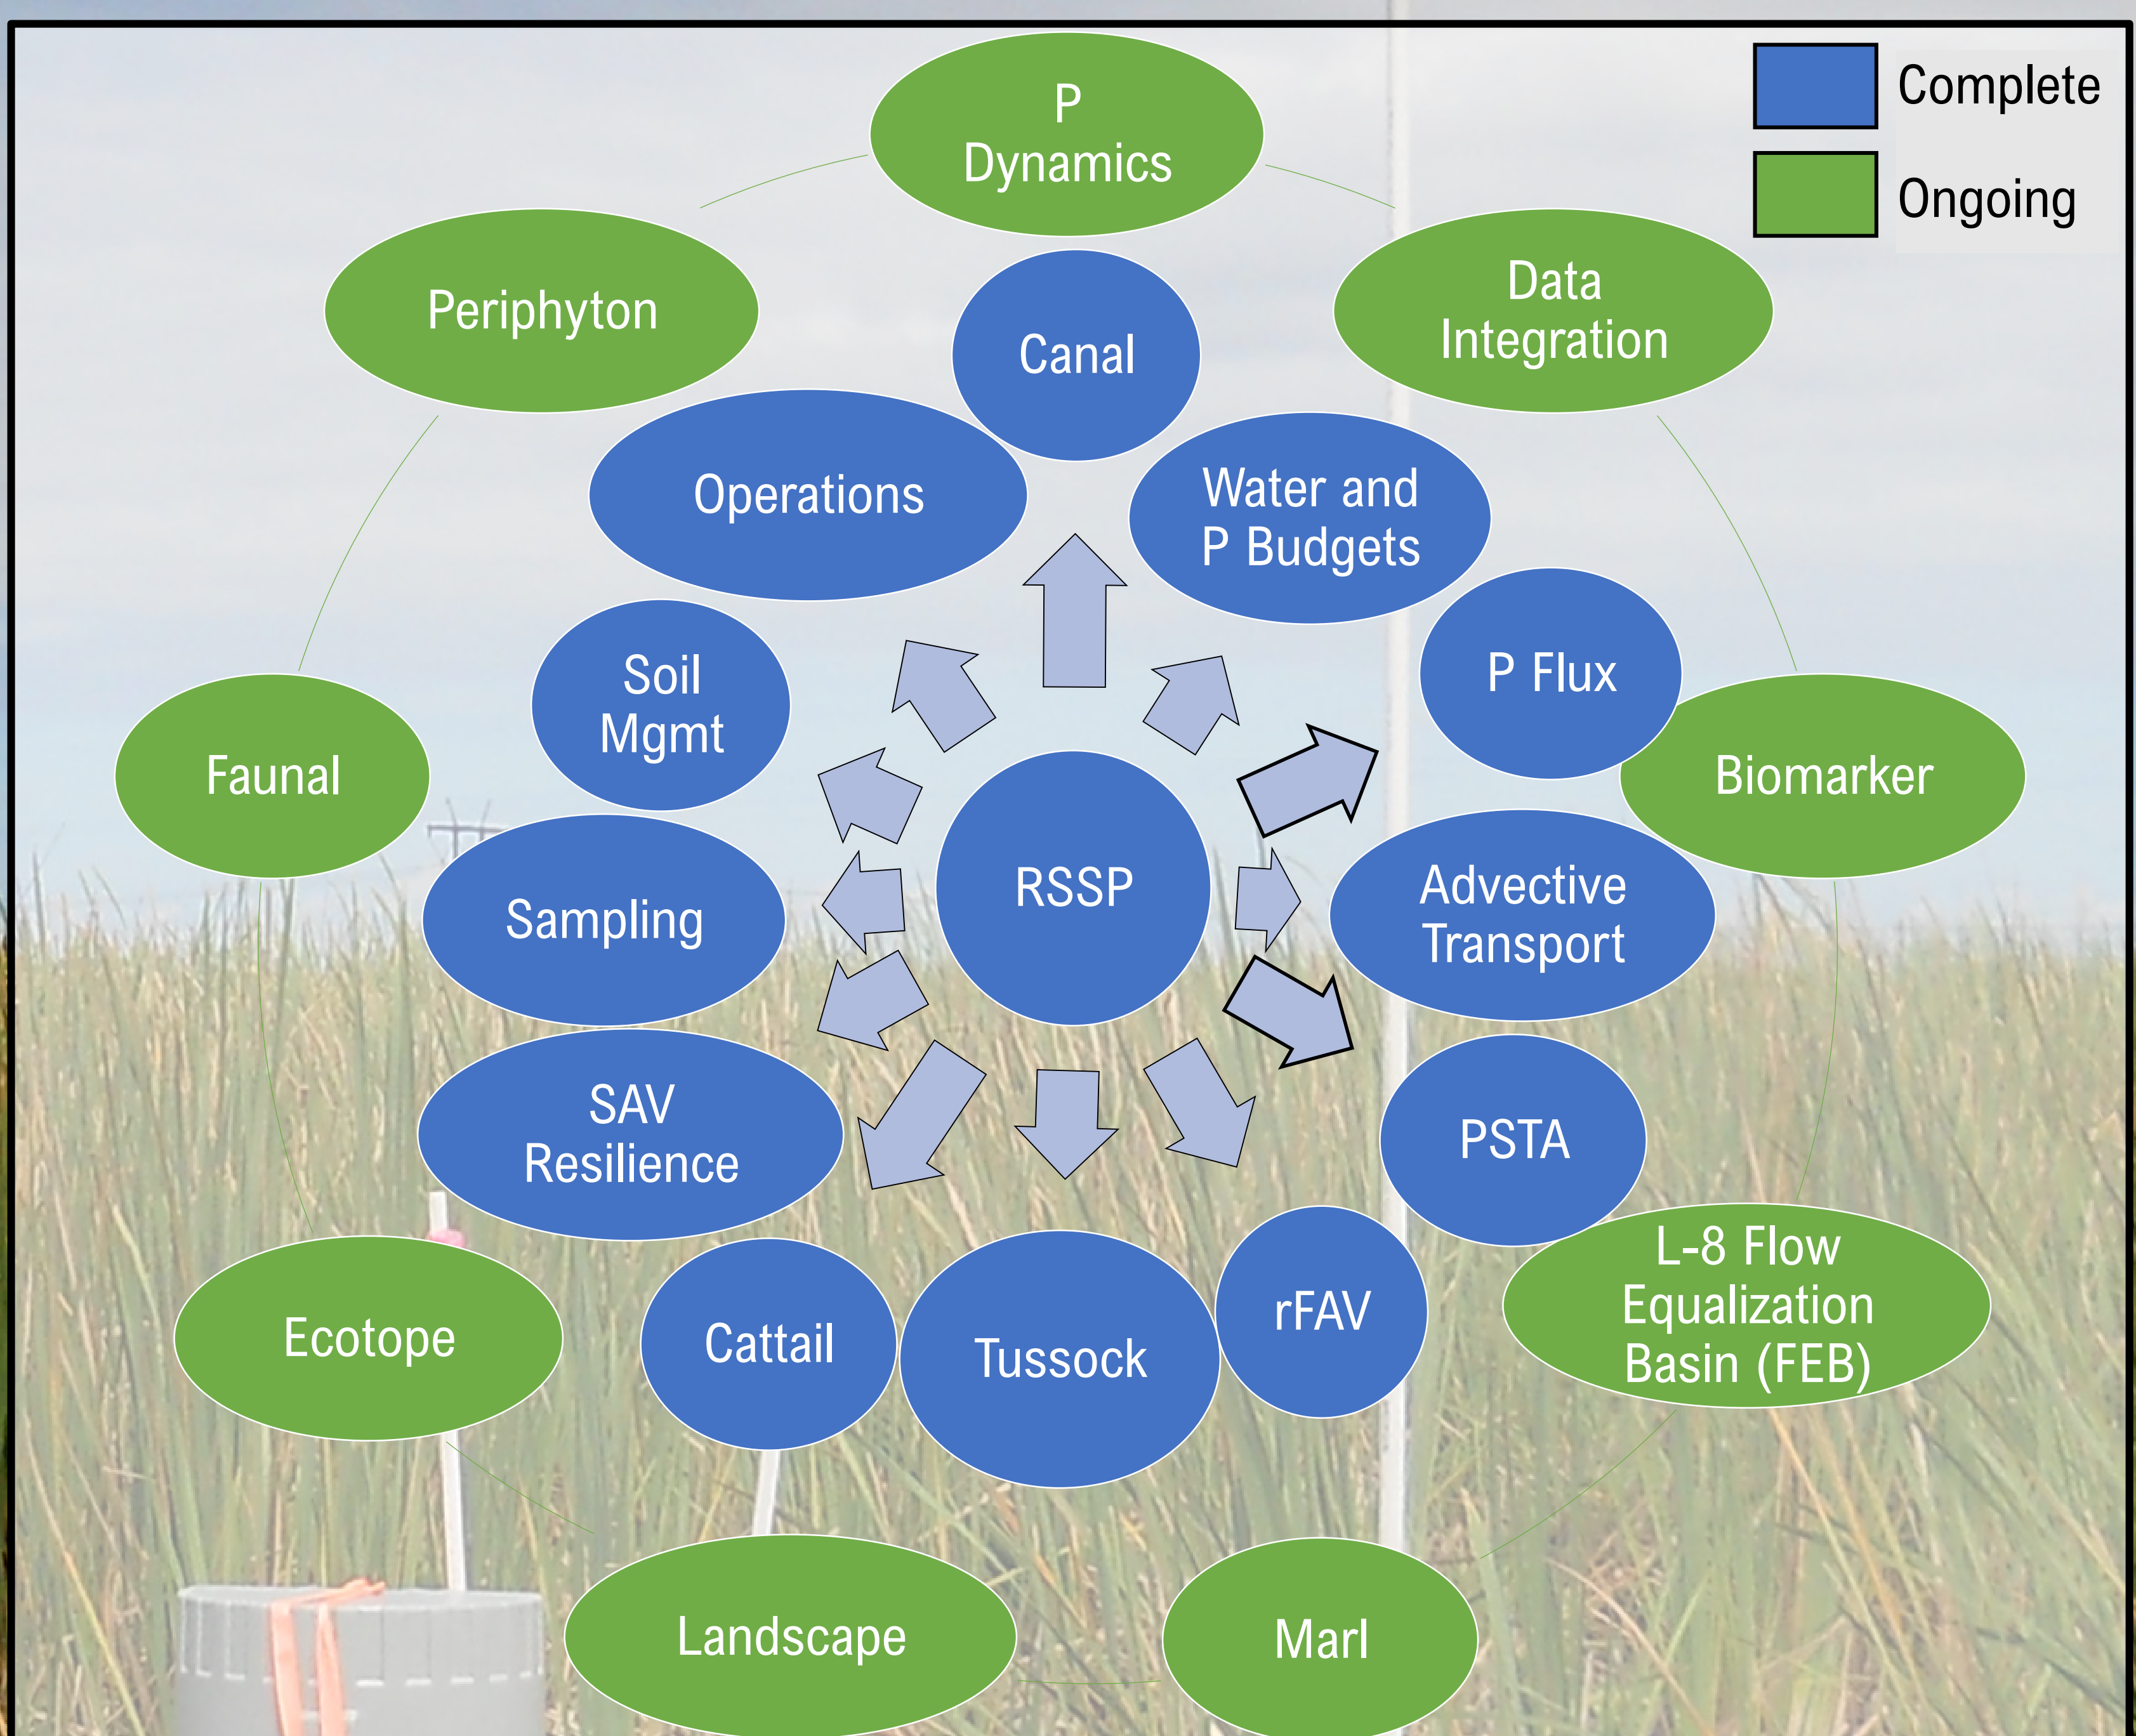 Complete
Ongoing
P
Dynamics
Periphyton
Data
Integration
Canal
Operations
Water and
P Budgets
Soil
Mgmt
P Flux
Faunal
Biomarker
Sampling
RSSP
Advective
Transport
SAV
Resilience
PSTA
Ecotope
Cattail
Tussock
rFAV
L-8 Flow
Equalization
Basin (FEB)
Landscape
Marl